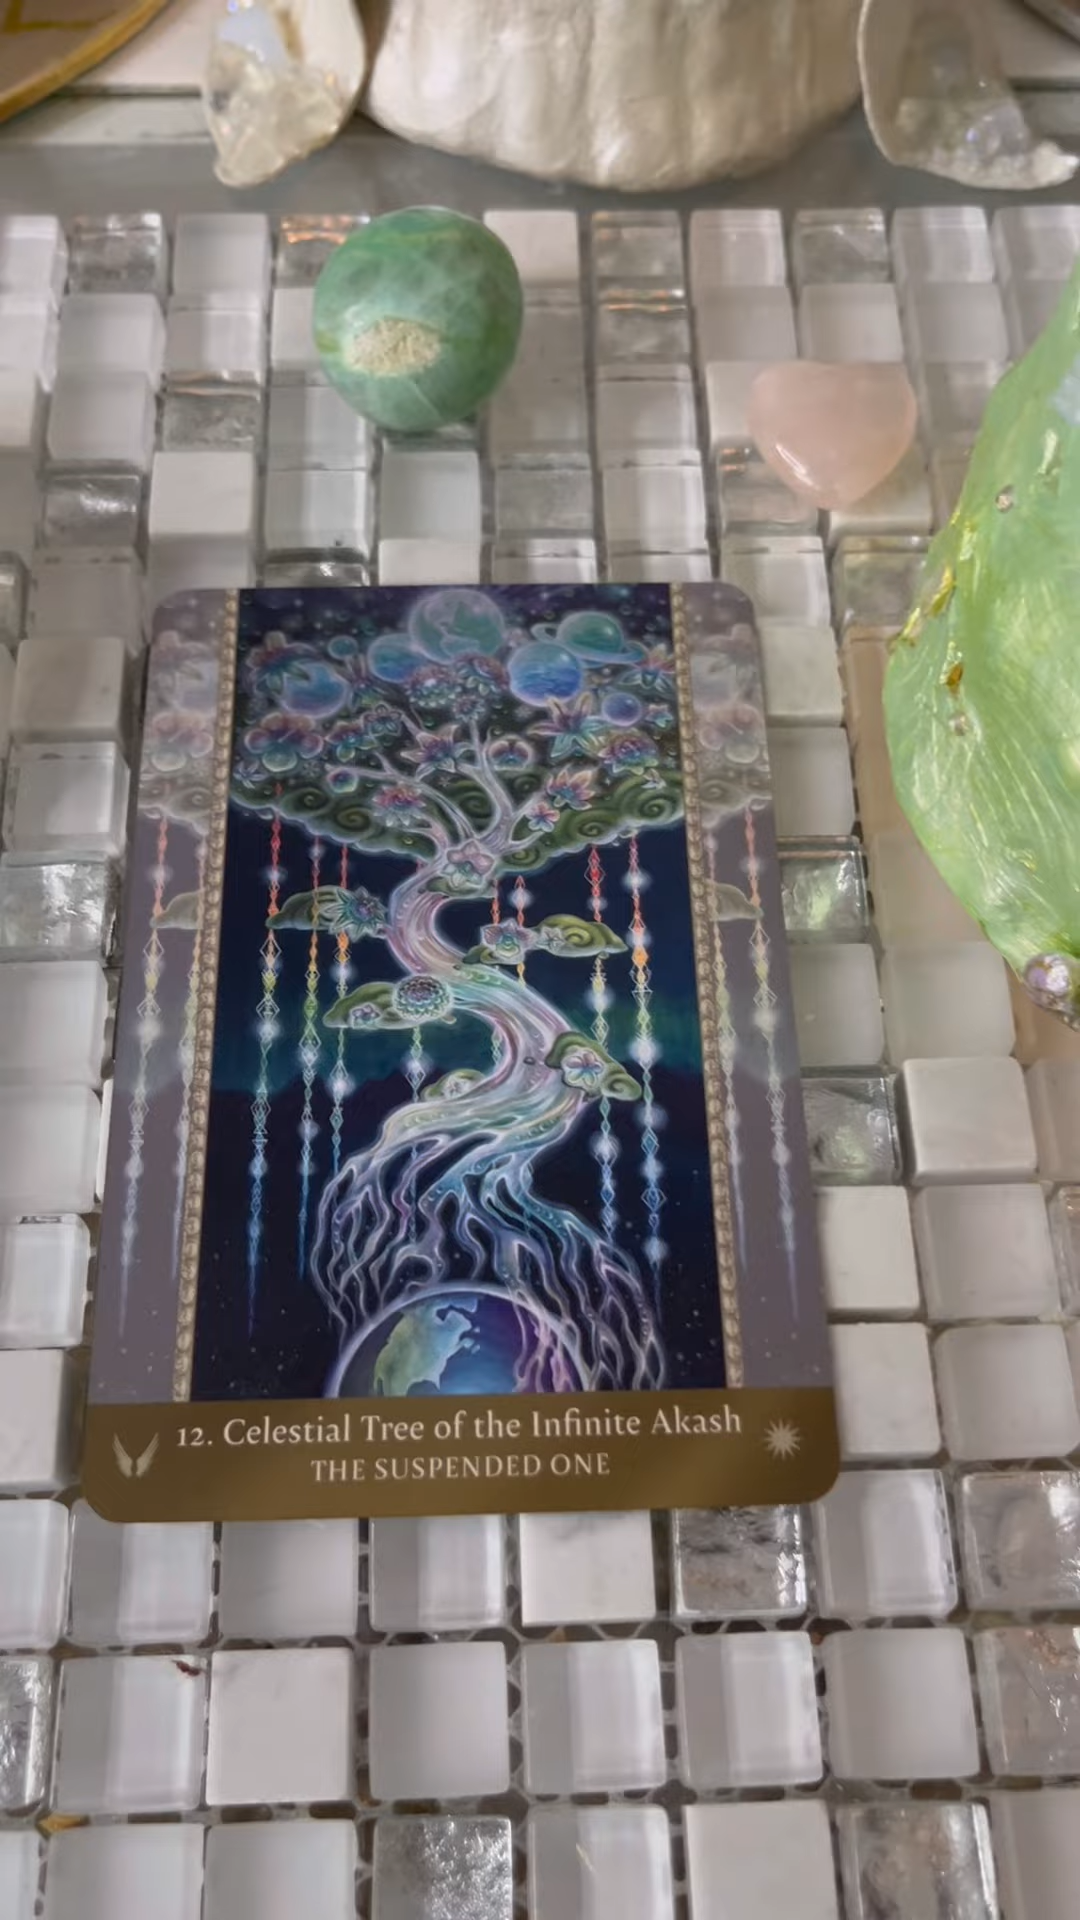 12. Celestial Tree of the Infinite Akash
THE SUSPENDED ONE